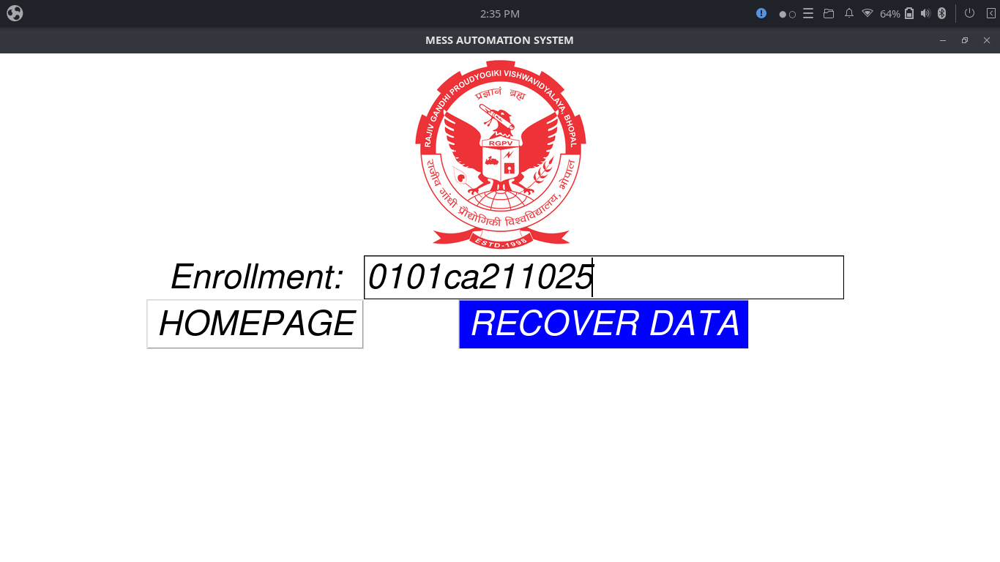 2:35 PM
64%
MESS AUTOMATION SYSTEM
RAJIV GANDHI PROUDYOGIKI VISHWAVIDYALAYA, BHOPAL
प्रज्ञानं ब्रह्म
RGPV
राजीव गांधी प्रौद्योगिकी विश्वविद्यालय, भोपाल
ESTD-1998
Enrollment: 0101ca211025
HOMEPAGE
RECOVER DATA